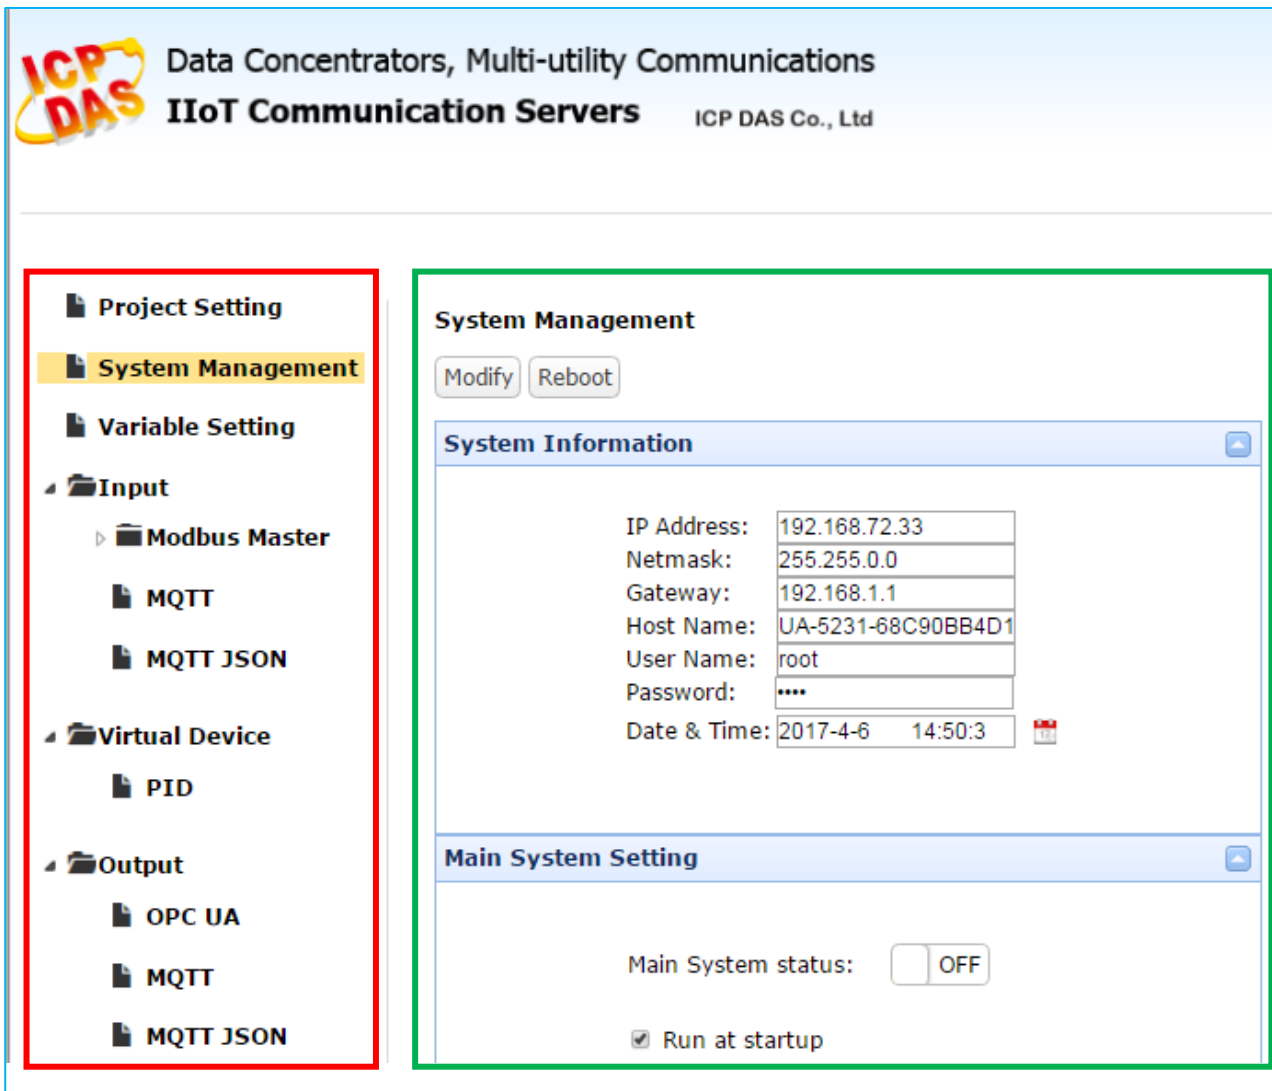 ICP DAS
Data Concentrators, Multi-utility Communications
IIoT Communication Servers ICP DAS Co., Ltd
Project Setting
System Management
Variable Setting
Input
Modbus Master
MQTT
MQTT JSON
Virtual Device
PID
Output
OPC UA
MQTT
MQTT JSON
System Management
Modify Reboot
System Information
IP Address: 192.168.72.33
Netmask: 255.255.0.0
Gateway: 192.168.1.1
Host Name: UA-5231-68C90BB4D1
User Name: root
Password: ••••
Date & Time: 2017-4-6 14:50:3
Main System Setting
Main System status: OFF
Run at startup